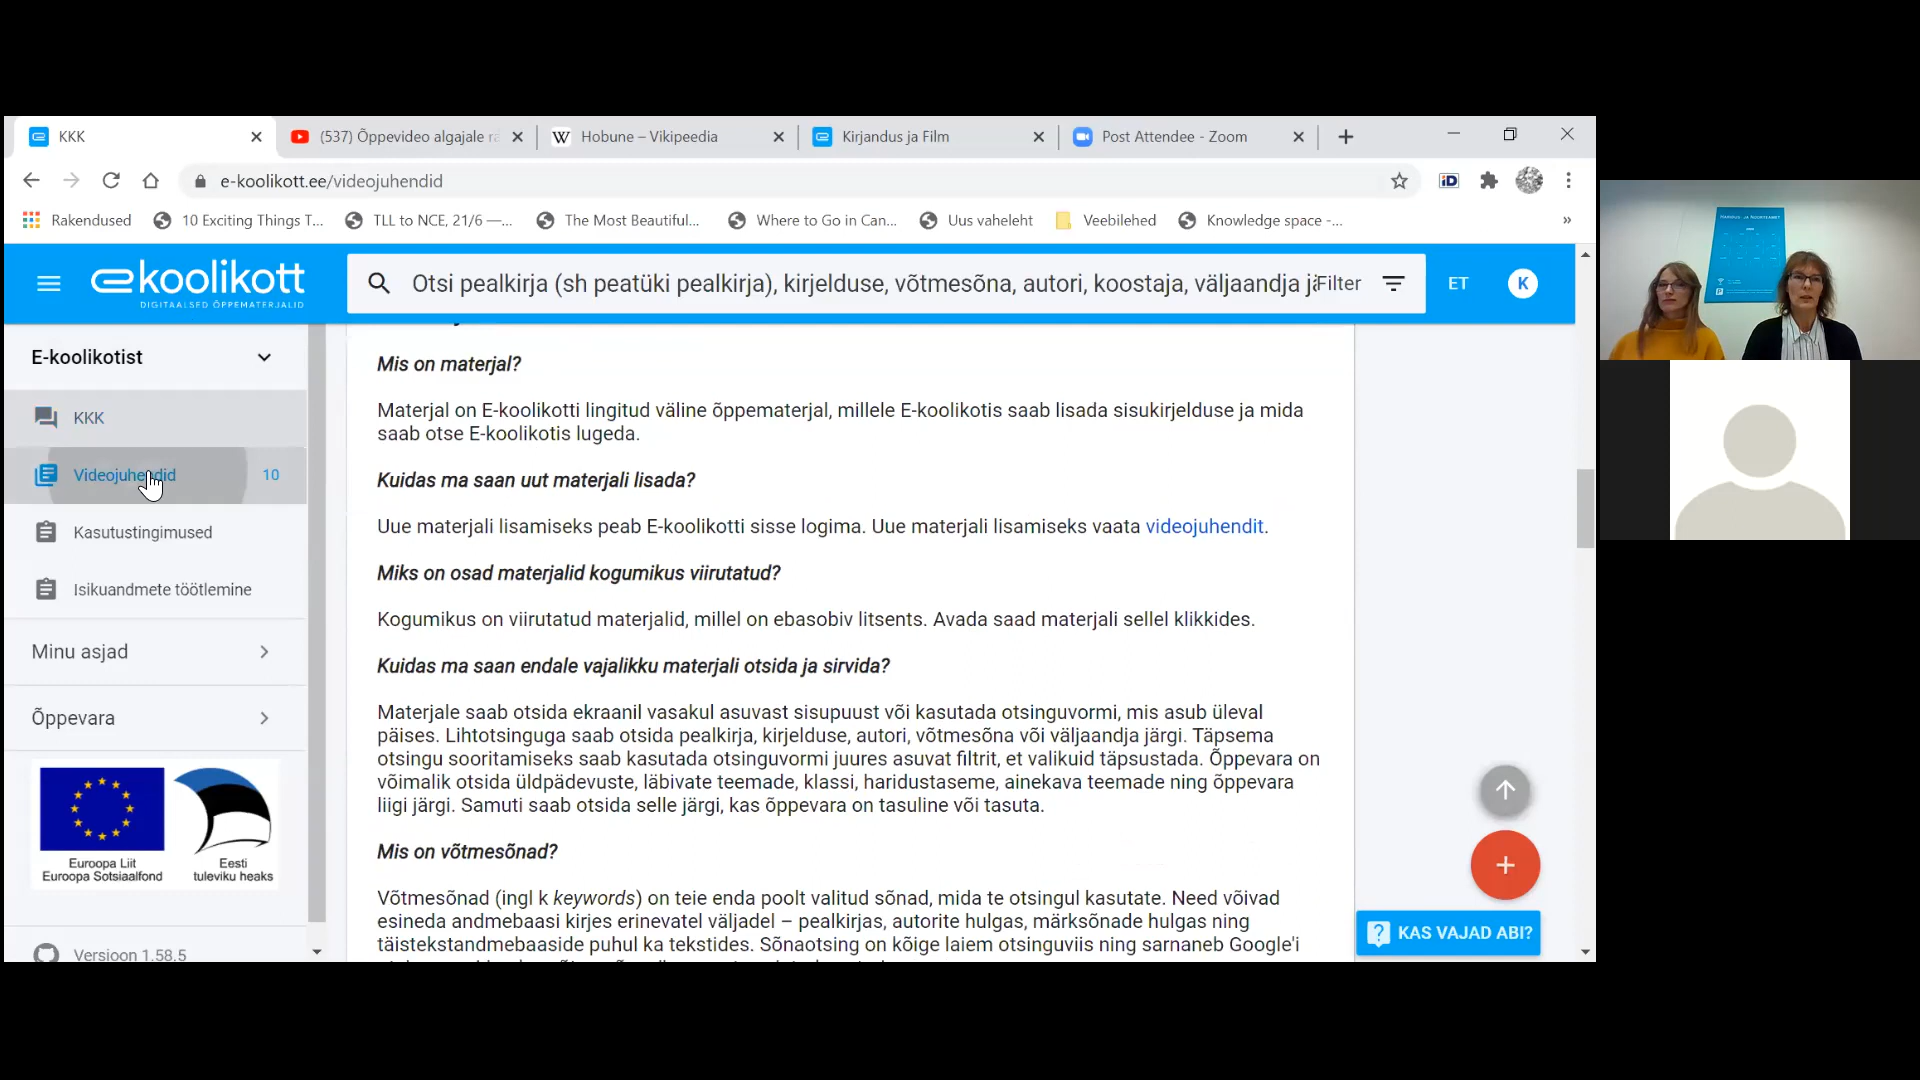 KKK
(537) Õppevideo algajale
Hobune – Vikipeedia
Kirjandus ja Film
Post Attendee - Zoom
e-koolikott.ee/videojuhendid
iD
Rakendused
10 Exciting Things T...
TLL to NCE, 21/6 —...
The Most Beautiful...
Where to Go in Can...
Uus vaheleht
Veebilehed
Knowledge space -...
»
ekoolikott
DIGITAALSED ÕPPEMATERJALID
Otsi pealkirja (sh peatüki pealkirja), kirjelduse, võtmesõna, autori, koostaja, väljaandja
Filter
ET
K
E-koolikotist
KKK
Videojuhendid
10
Kasutustingimused
Isikuandmete töötlemine
Minu asjad
Õppevara
Euroopa Liit
Euroopa Sotsiaalfond
Eesti
tuleviku heaks
Versioon 1.58.5
Mis on materjal?
Materjal on E-koolikotti lingitud väline õppematerjal, millele E-koolikotis saab lisada sisukirjelduse ja mida
saab otse E-koolikotis lugeda.
Kuidas ma saan uut materjali lisada?
Uue materjali lisamiseks peab E-koolikotti sisse logima. Uue materjali lisamiseks vaata videojuhendit.
Miks on osad materjalid kogumikus viirutatud?
Kogumikus on viirutatud materjalid, millel on ebasobiv litsents. Avada saad materjali sellel klikkides.
Kuidas ma saan endale vajalikku materjali otsida ja sirvida?
Materjale saab otsida ekraanil vasakul asuvast sisupuust või kasutada otsinguvormi, mis asub üleval
päises. Lihtotsinguga saab otsida pealkirja, kirjelduse, autori, võtmesõna või väljaandja järgi. Täpsema
otsingu sooritamiseks saab kasutada otsinguvormi juures asuvat filtrit, et valikuid täpsustada. Õppevara on
võimalik otsida üldpädevuste, läbivate teemade, klassi, haridustaseme, ainekava teemade ning õppevara
liigi järgi. Samuti saab otsida selle järgi, kas õppevara on tasuline või tasuta.
Mis on võtmesõnad?
Võtmesõnad (ingl k keywords) on teie enda poolt valitud sõnad, mida te otsingul kasutate. Need võivad
esineda andmebaasi kirjes erinevatel väljadel – pealkirjas, autorite hulgas, märksõnade hulgas ning
täistekstandmebaaside puhul ka tekstides. Sõnaotsing on kõige laiem otsinguviis ning sarnaneb Google'i
KAS VAJAD ABI?